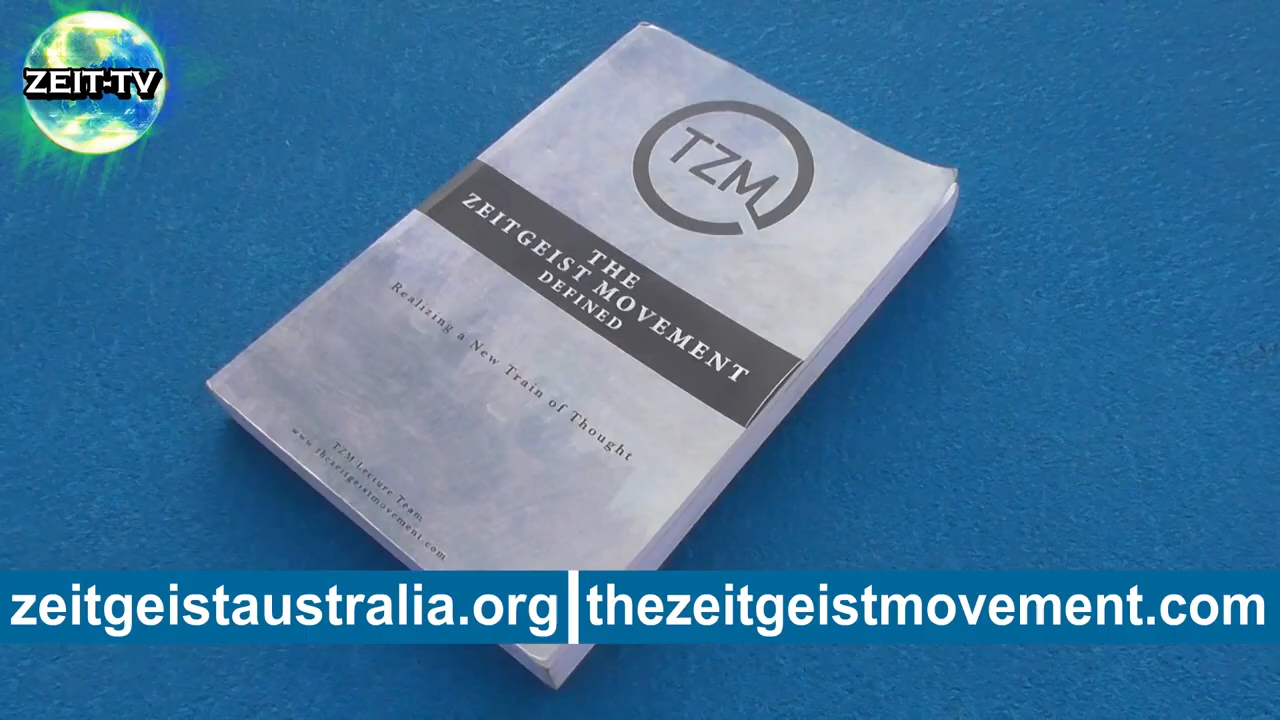 ZEIT-TV
TZM
THE
ZEITGEIST MOVEMENT
DEFINED
Realizing a New Train of Thought
TZM Lecture Team
www.thezeitgeistmovement.com
zeitgeistaustralia.org|thezeitgeistmovement.com